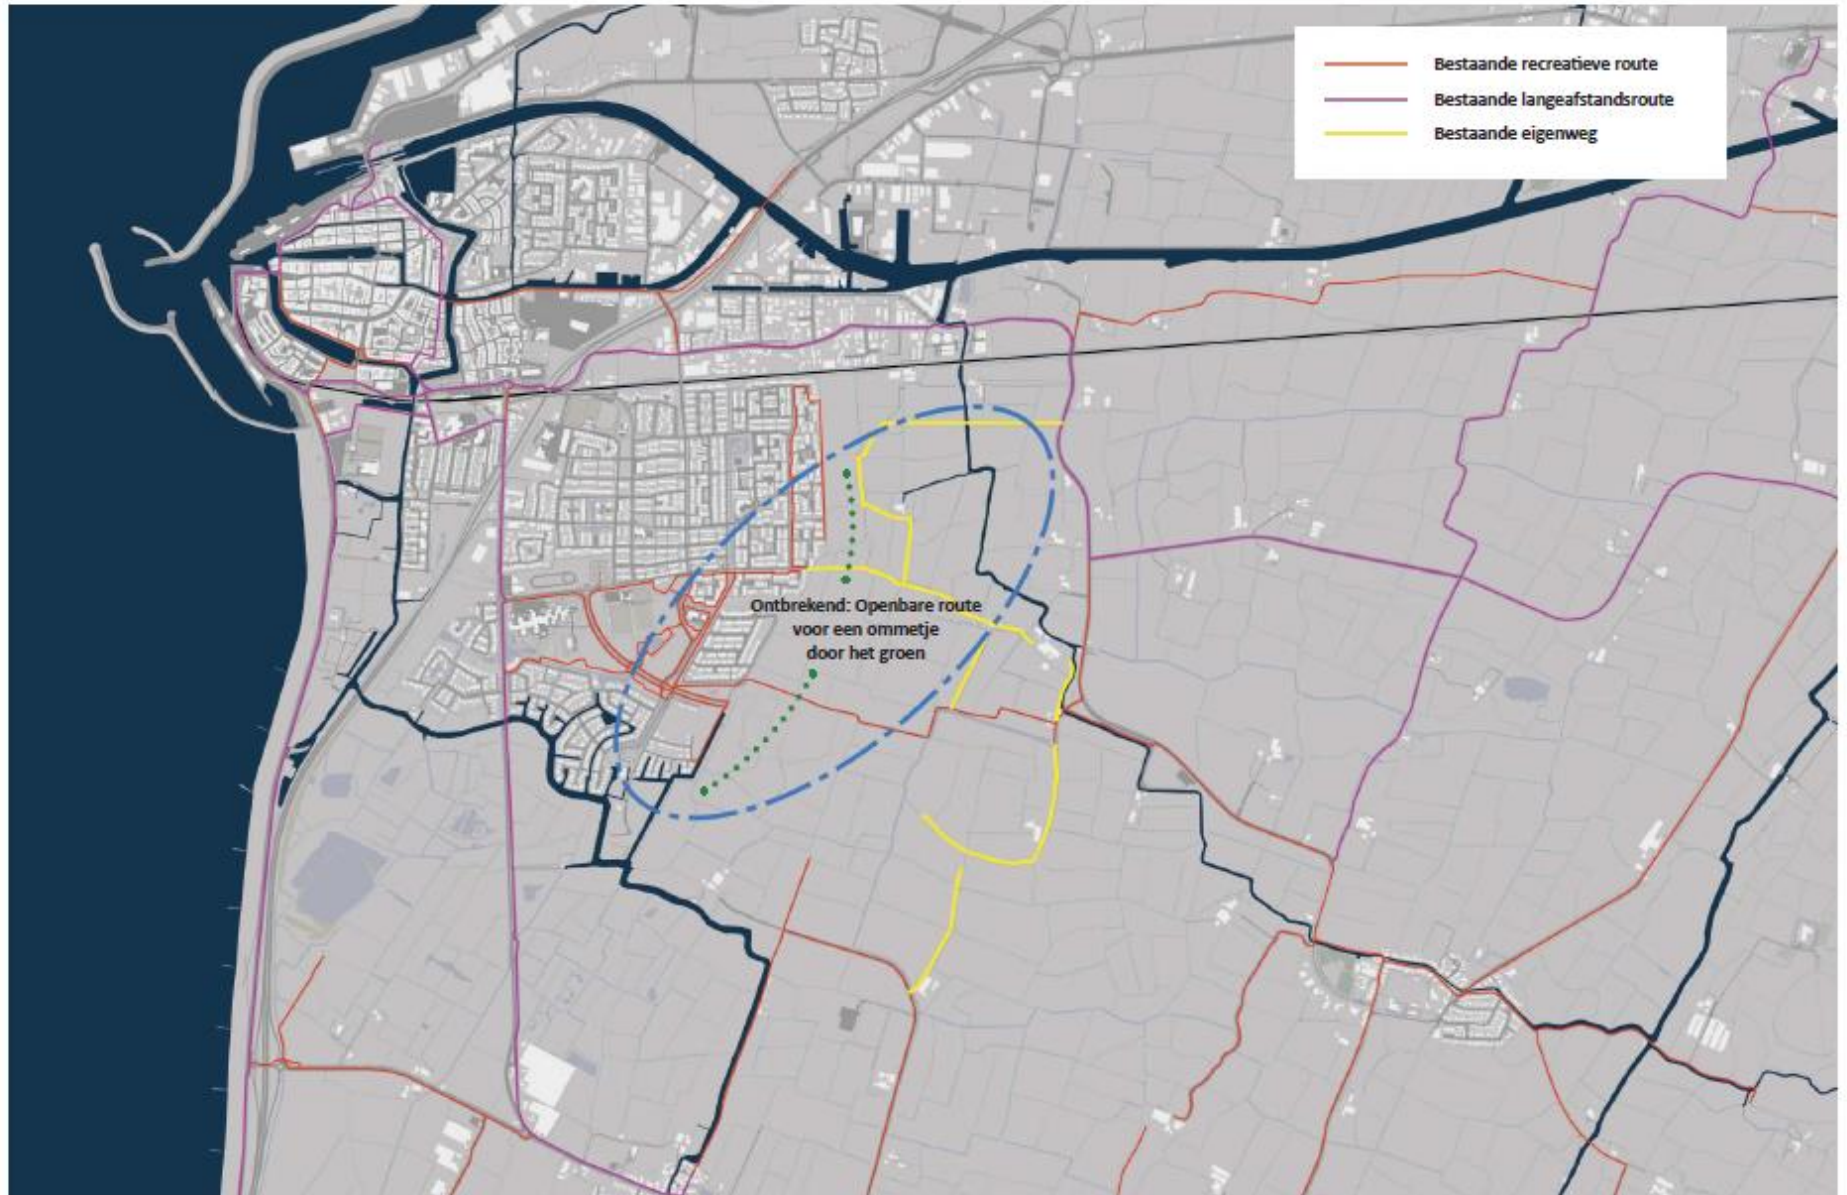 Bestaande recreatieve route
Bestaande langeafstandsroute
Bestaande eigenweg
Ontbrekend: Openbare route
voor een ommetje
door het groen